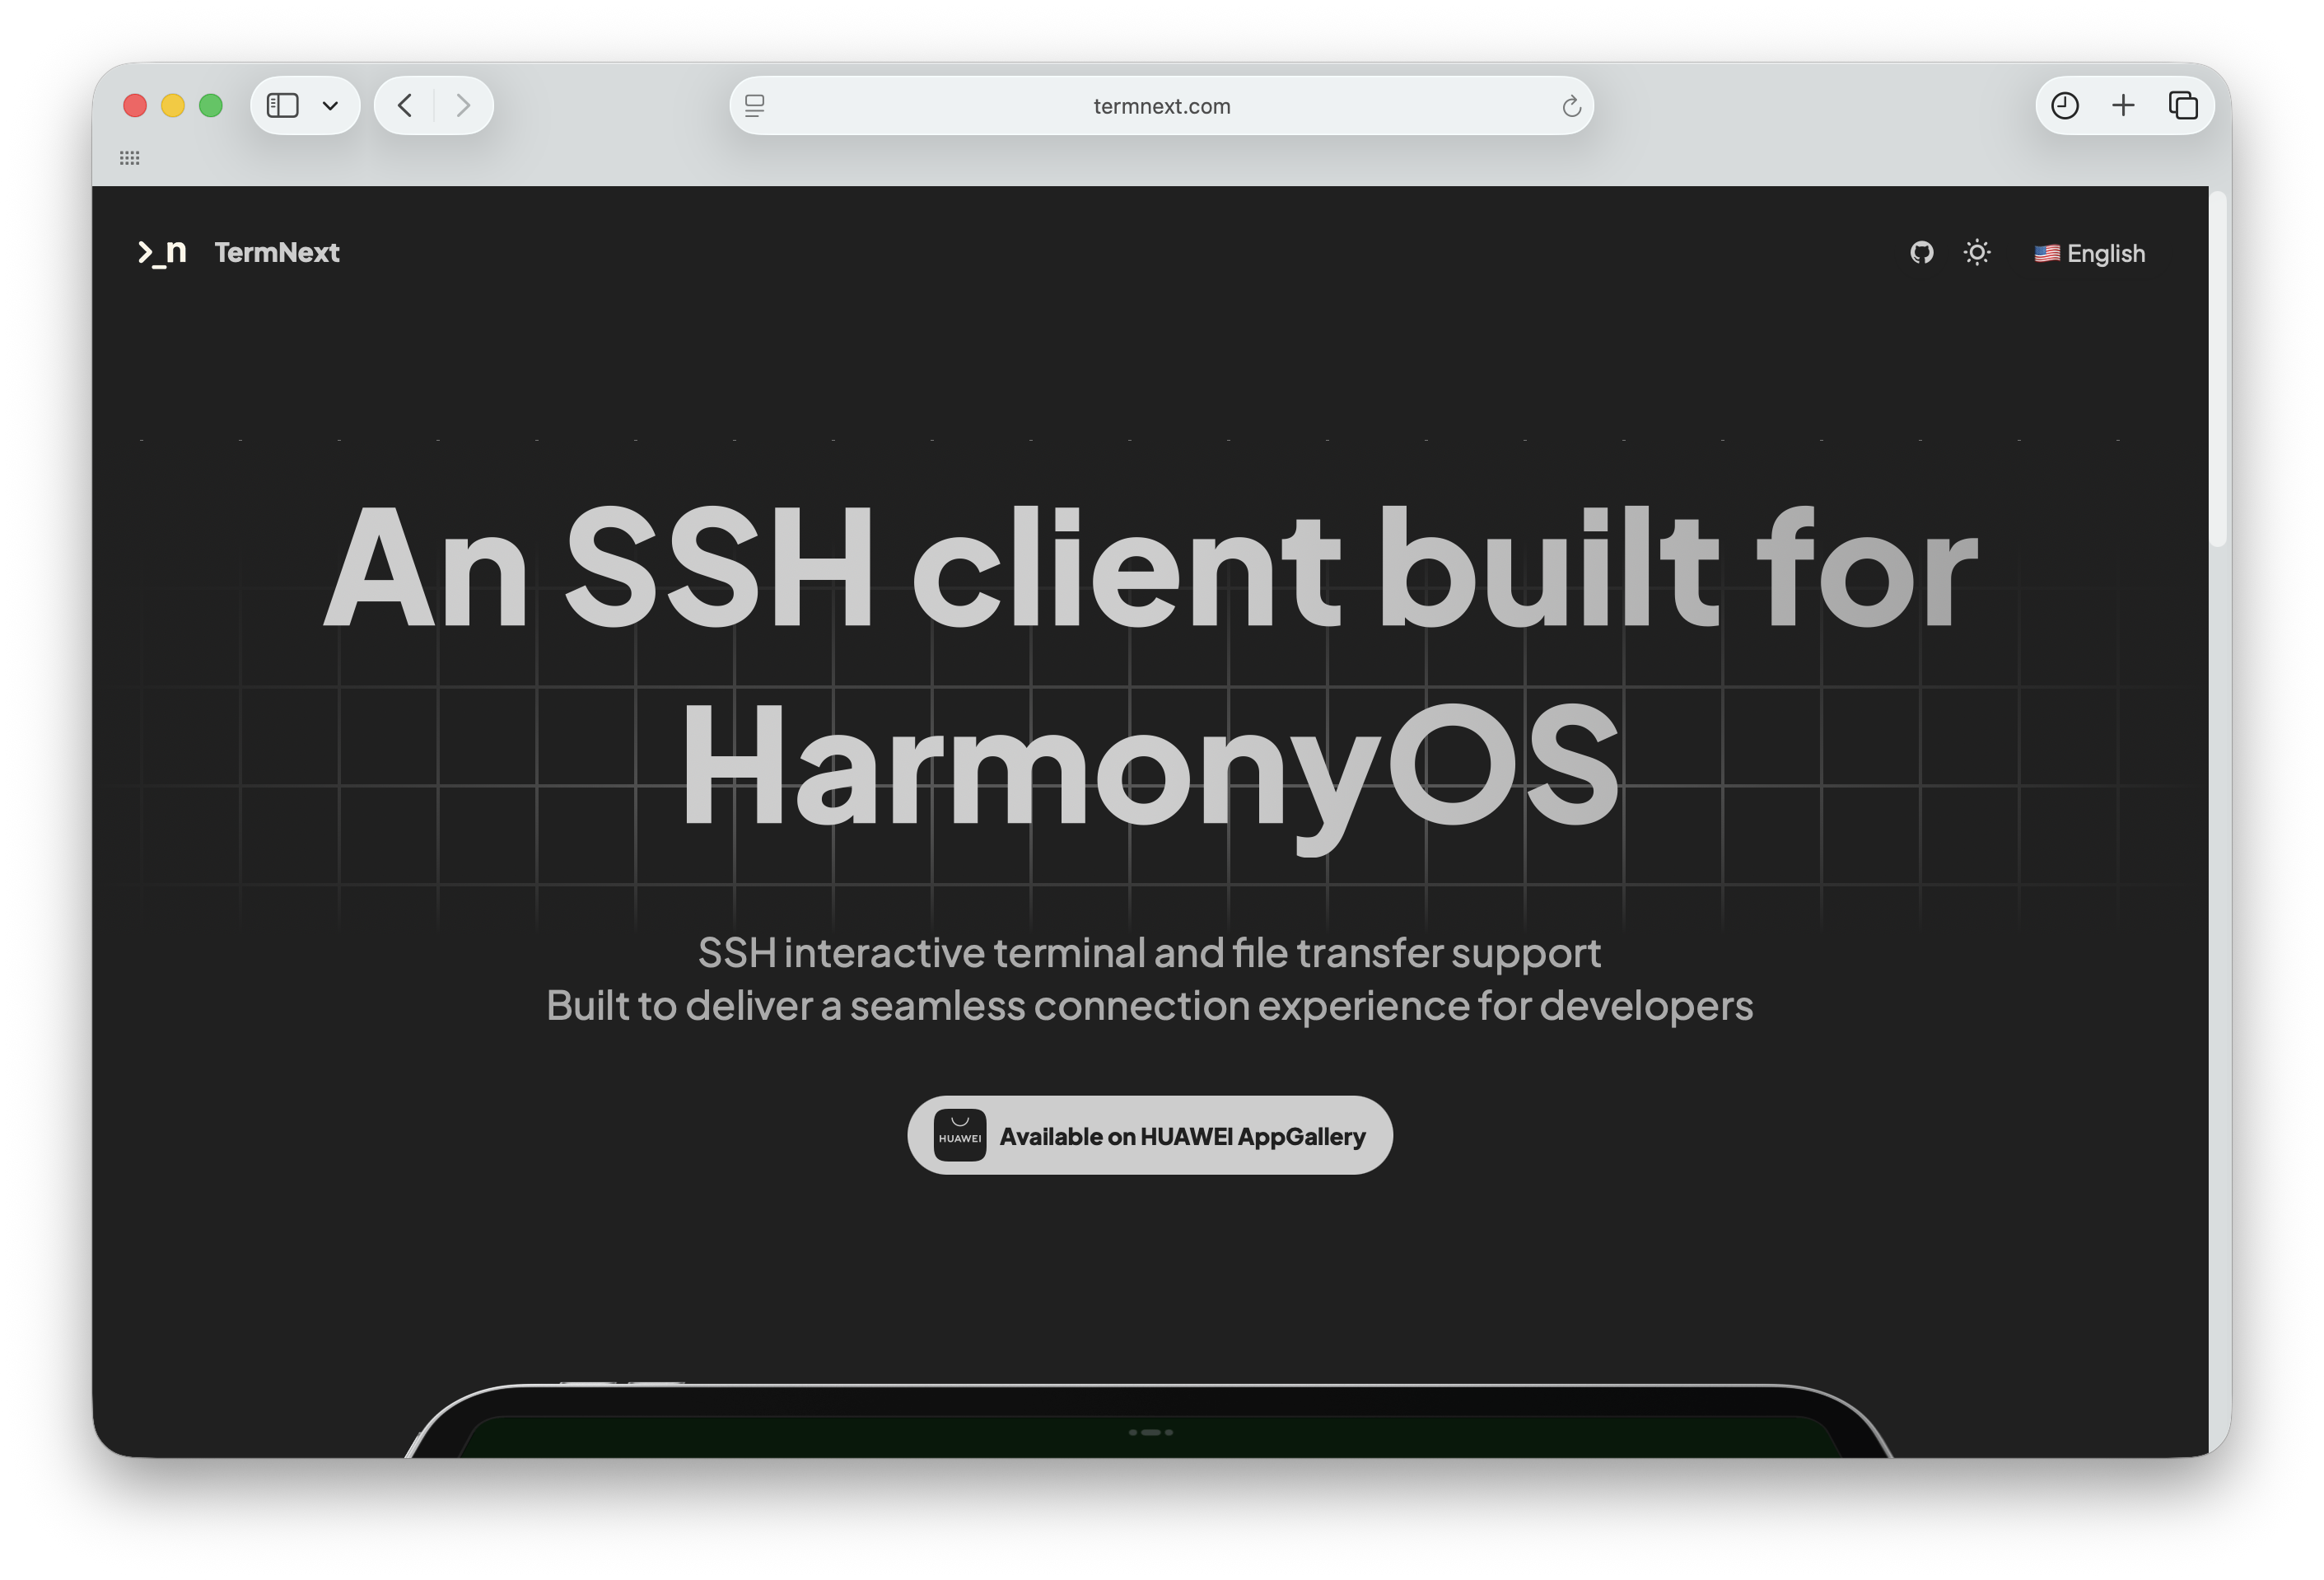 termnext.com
>_n TermNext
🇺🇸 English
An SSH client built for
HarmonyOS
SSH interactive terminal and file transfer support
Built to deliver a seamless connection experience for developers
HUAWEI
Available on HUAWEI AppGallery